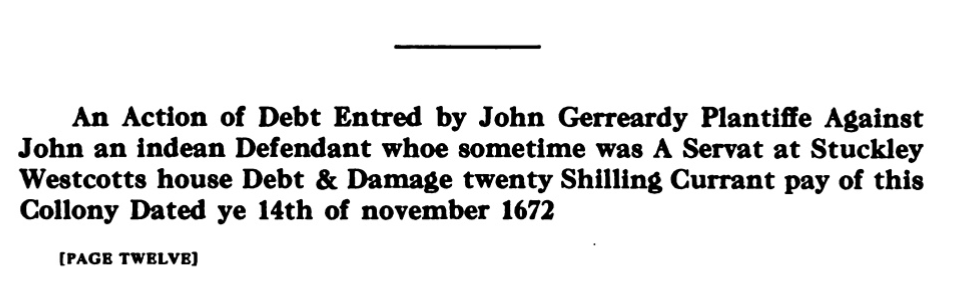 An Action of Debt Entred by John Gerreardy Plantiffe Against
John an indean Defendant whoe sometime was A Servat at Stuckley
Westcotts house Debt & Damage twenty Shilling Currant pay of this
Collony Dated ye 14th of november 1672
[PAGE TWELVE]